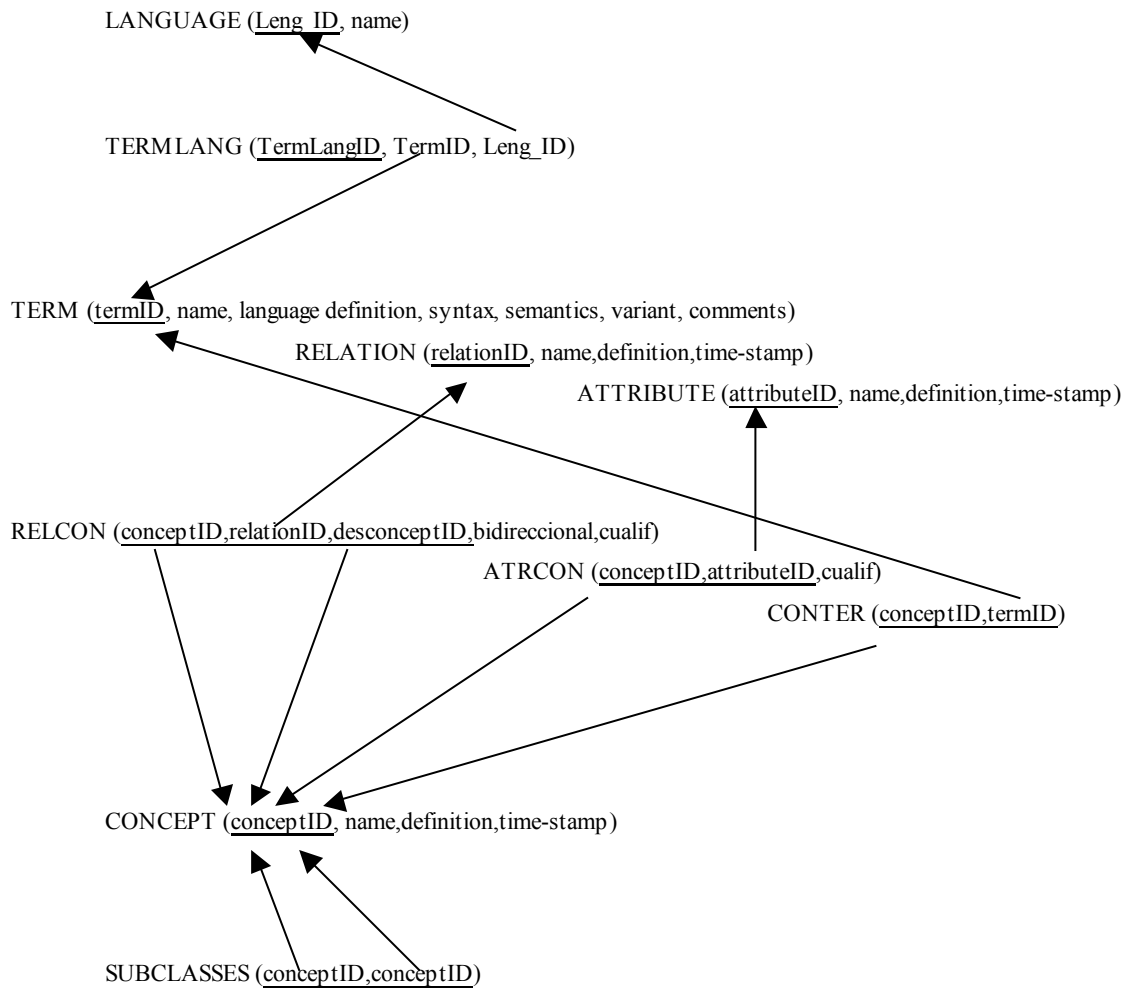 LANGUAGE (Leng_ID, name)
TERMLANG (TermLangID, TermID, Leng_ID)
TERM (termID, name, language definition, syntax, semantics, variant, comments)
RELATION (relationID, name,definition,time-stamp)
ATTRIBUTE (attributeID, name,definition,time-stamp)
RELCON (conceptID,relationID,desconceptID,bidireccional,cualif)
ATRCON (conceptID,attributeID,cualif)
CONTER (conceptID,termID)
CONCEPT (conceptID, name,definition,time-stamp)
SUBCLASSES (conceptID,conceptID)